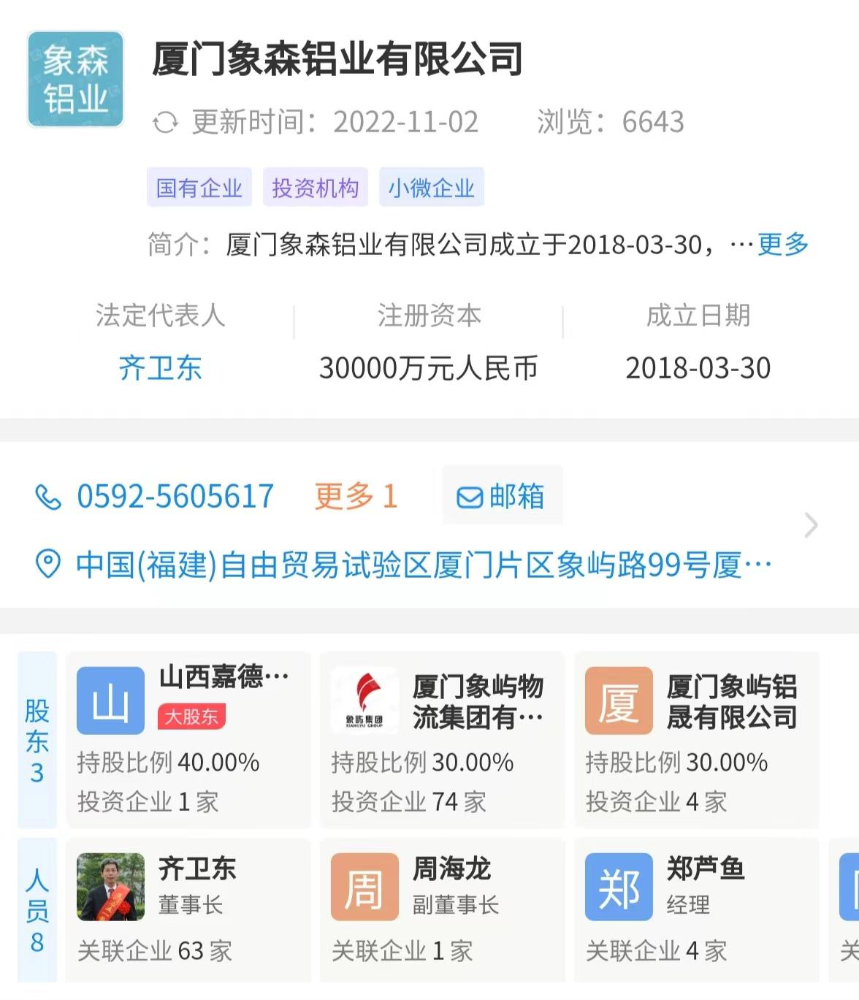 象森
铝业
厦门象森铝业有限公司
更新时间：2022-11-02 浏览：6643
国有企业 投资机构 小微企业
简介：厦门象森铝业有限公司成立于2018-03-30，…更多
法定代表人 注册资本 成立日期
齐卫东 30000万元人民币 2018-03-30
0592-5605617 更多 1 邮箱
中国(福建)自由贸易试验区厦门片区象屿路99号厦…
股东3
山
山西嘉德…
大股东
持股比例 40.00%
投资企业 1 家
象屿集团
XIANGYU GROUP
厦门象屿物
流集团有…
持股比例 30.00%
投资企业 74 家
厦
厦门象屿铝
晟有限公司
持股比例 30.00%
投资企业 4 家
人员8
齐卫东
董事长
关联企业 63 家
周
周海龙
副董事长
关联企业 1 家
郑
郑芦鱼
经理
关联企业 4 家
关